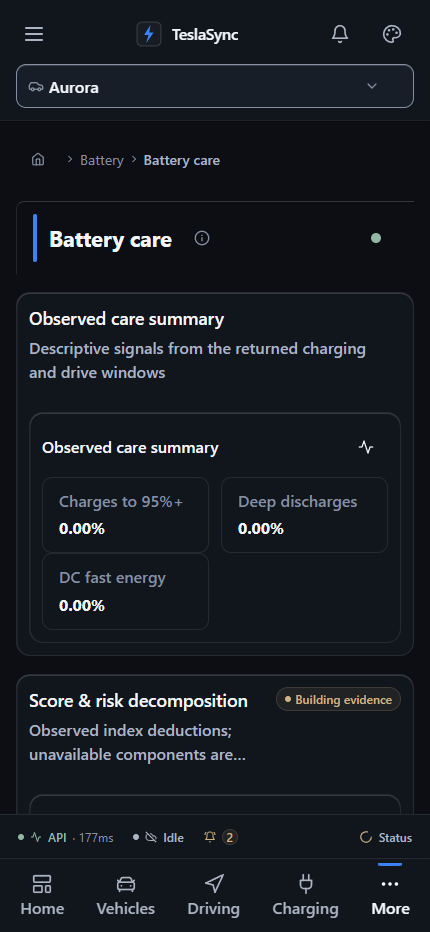 TeslaSync
Aurora
Battery
Battery care
Battery care
Observed care summary
Descriptive signals from the returned charging
and drive windows
Observed care summary
Charges to 95%+
0.00%
Deep discharges
0.00%
DC fast energy
0.00%
Score & risk decomposition
Building evidence
Observed index deductions;
unavailable components are...
API · 177ms
Idle
2
Status
Home
Vehicles
Driving
Charging
More